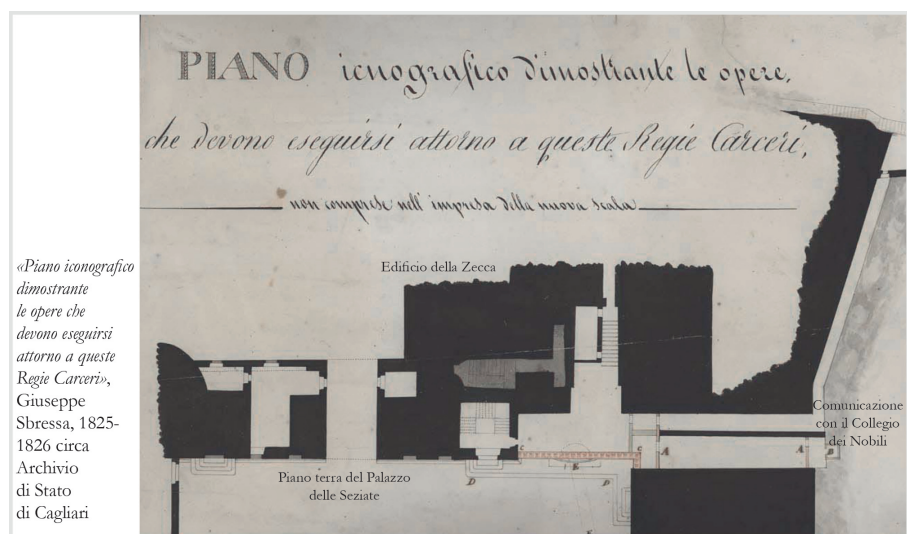 PIANO icnografico dimostrante le opere,
che devono eseguirsi attorno a queste Regie Carceri,
non comprese nell' impresa della nuova scala
«Piano iconografico
dimostrante
le opere che
devono eseguirsi
attorno a queste
Regie Carceri»,
Giuseppe
Sbressa, 1825-
1826 circa
Archivio
di Stato
di Cagliari
Edificio della Zecca
Comunicazione
con il Collegio
dei Nobili
Piano terra del Palazzo
delle Seziate
A
A
B
E
D